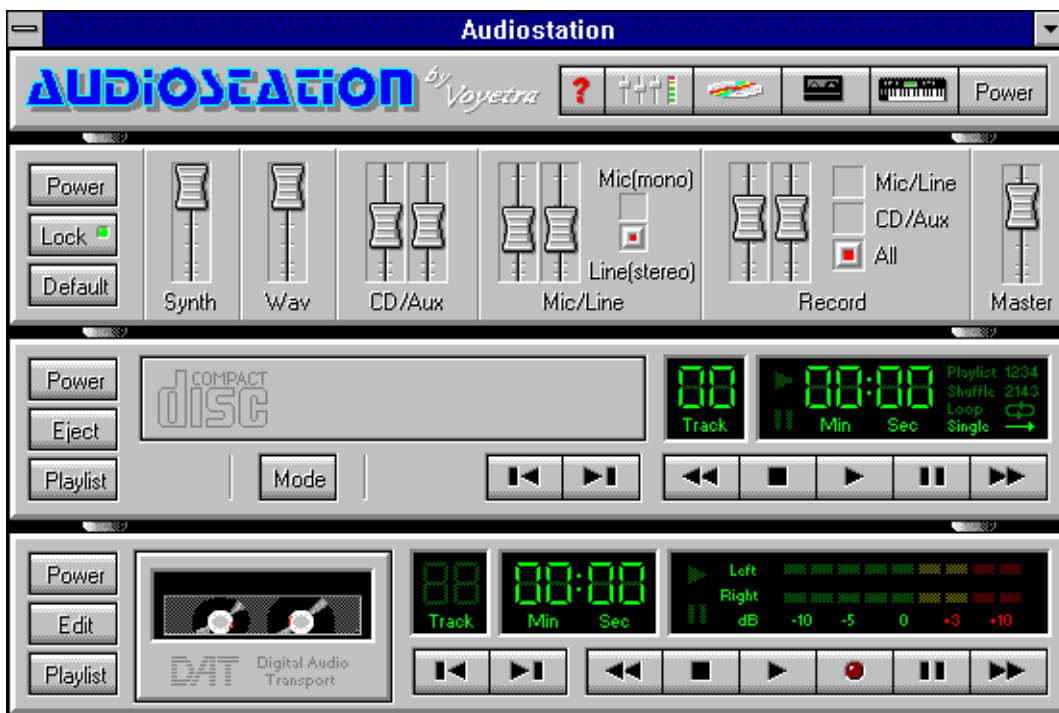 Audiostation
AUDIOSTATION by Voyetra ? Power
Power
Lock
Default
Synth
Wav
CD/Aux
Mic(mono)
Line(stereo)
Mic/Line
Mic/Line
CD/Aux
All
Record
Master
Power
Eject
Playlist
COMPACT
disc
Mode
00
Track
00:00
Min Sec
Playlist 1234
Shuffle 2143
Loop
Single
Power
Edit
Playlist
DAT Digital Audio
Transport
88
Track
00:00
Min Sec
Left
Right
dB -10 -5 0 +3 +10